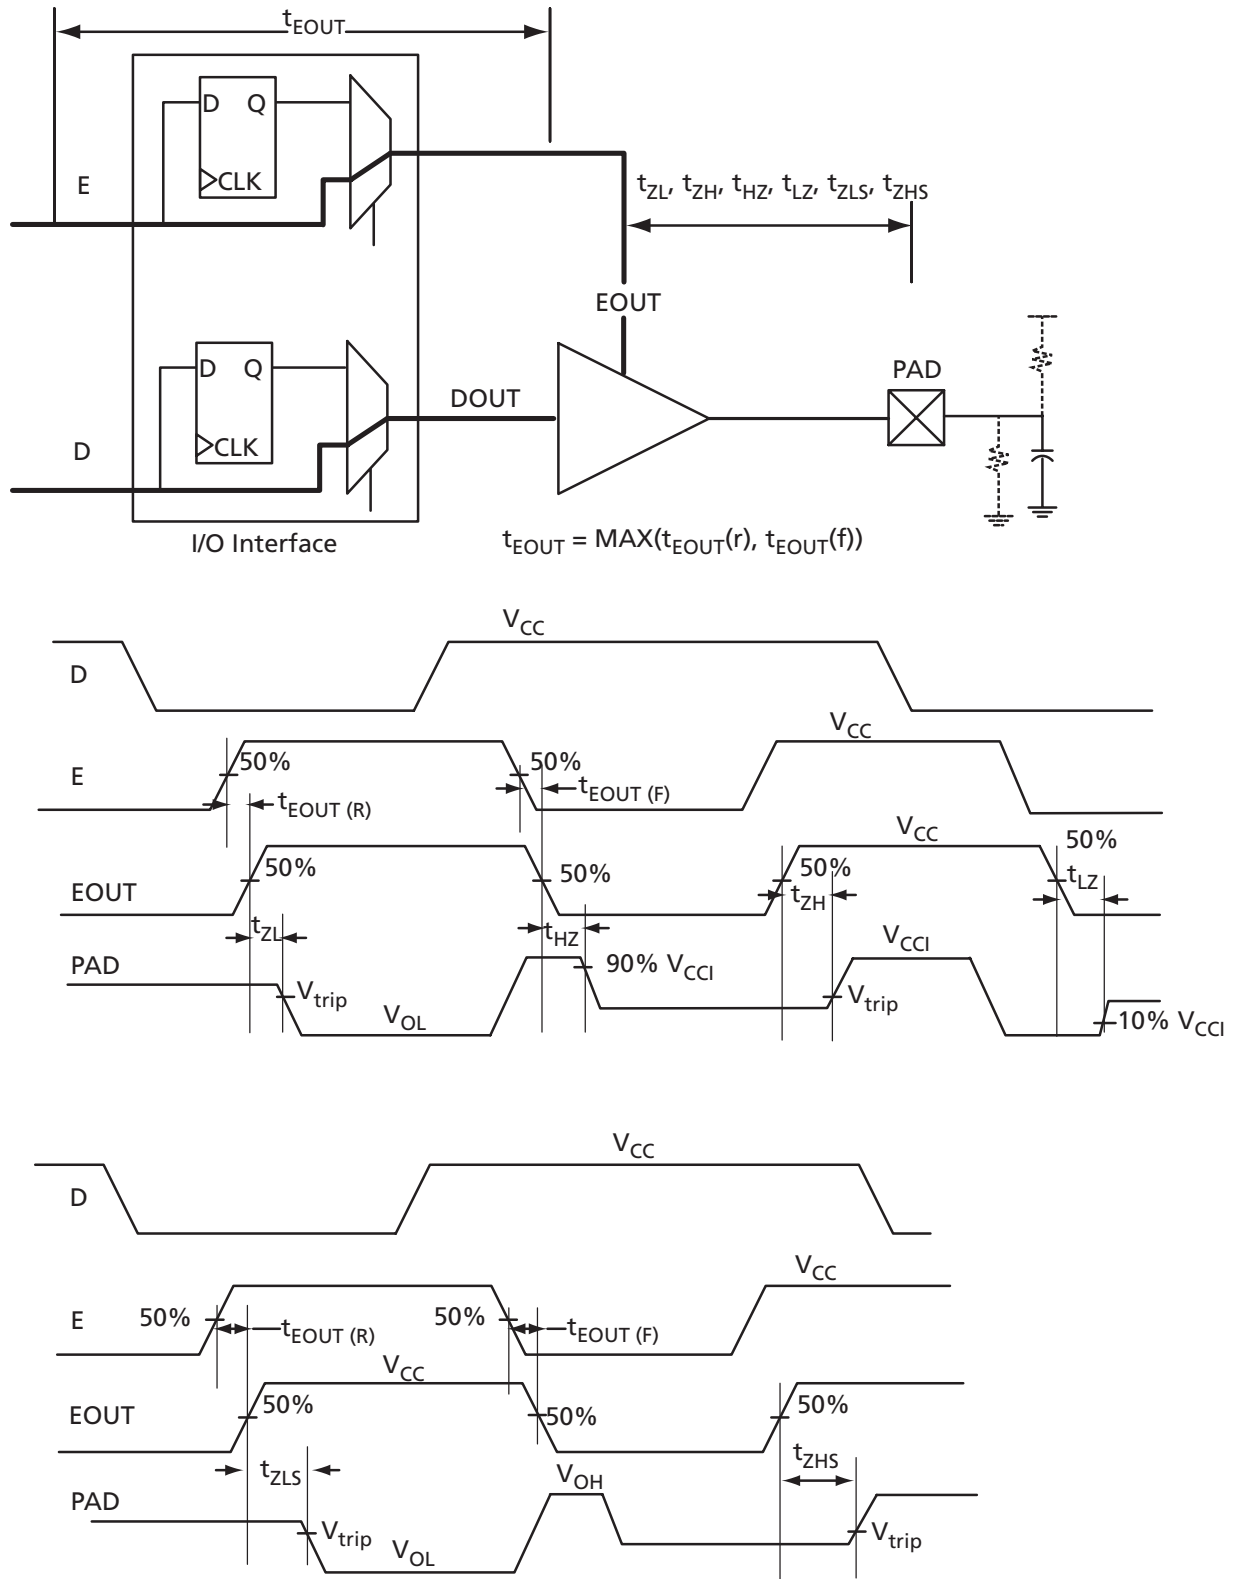 tEOUT
D Q
CLK
E
tZL, tZH, tHZ, tLZ, tZLS, tZHS
EOUT
D Q
CLK
DOUT
PAD
D
I/O Interface
tEOUT = MAX(tEOUT(r), tEOUT(f))
VCC
D
VCC
50%
50%
E
tEOUT (R)
tEOUT (F)
VCC
50%
50%
50%
50%
EOUT
tZL
tHZ
tZH
tLZ
VCCI
PAD
90% VCCI
Vtrip
Vtrip
VOL
10% VCCI
VCC
D
VCC
E
50%
50%
tEOUT (R)
tEOUT (F)
VCC
EOUT
50%
50%
50%
tZLS
tZHS
VOH
PAD
Vtrip
Vtrip
VOL